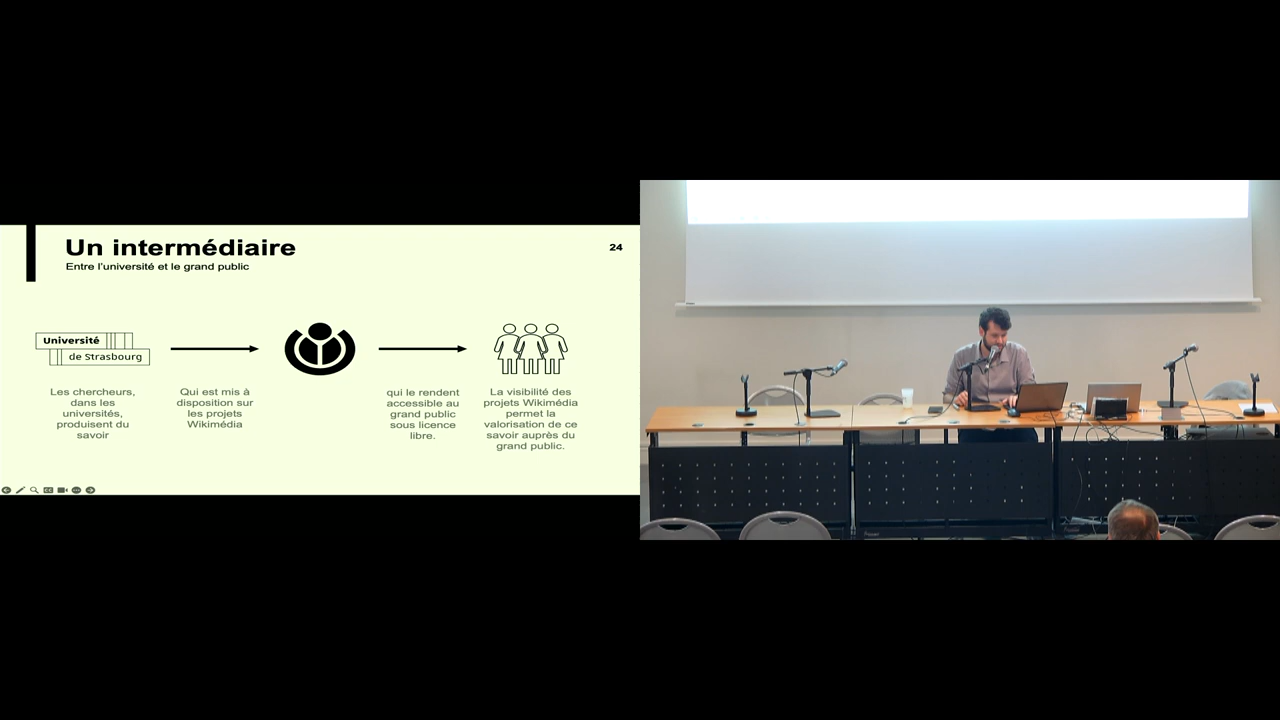 Un intermédiaire
24
Entre l'université et le grand public
Université
de Strasbourg
Les chercheurs,
dans les
universités,
produisent du
savoir
Qui est mis à
disposition sur
les projets
Wikimédia
qui le rendent
accessible au
grand public
sous licence
libre.
La visibilité des
projets Wikimédia
permet la
valorisation de ce
savoir auprès du
grand public.